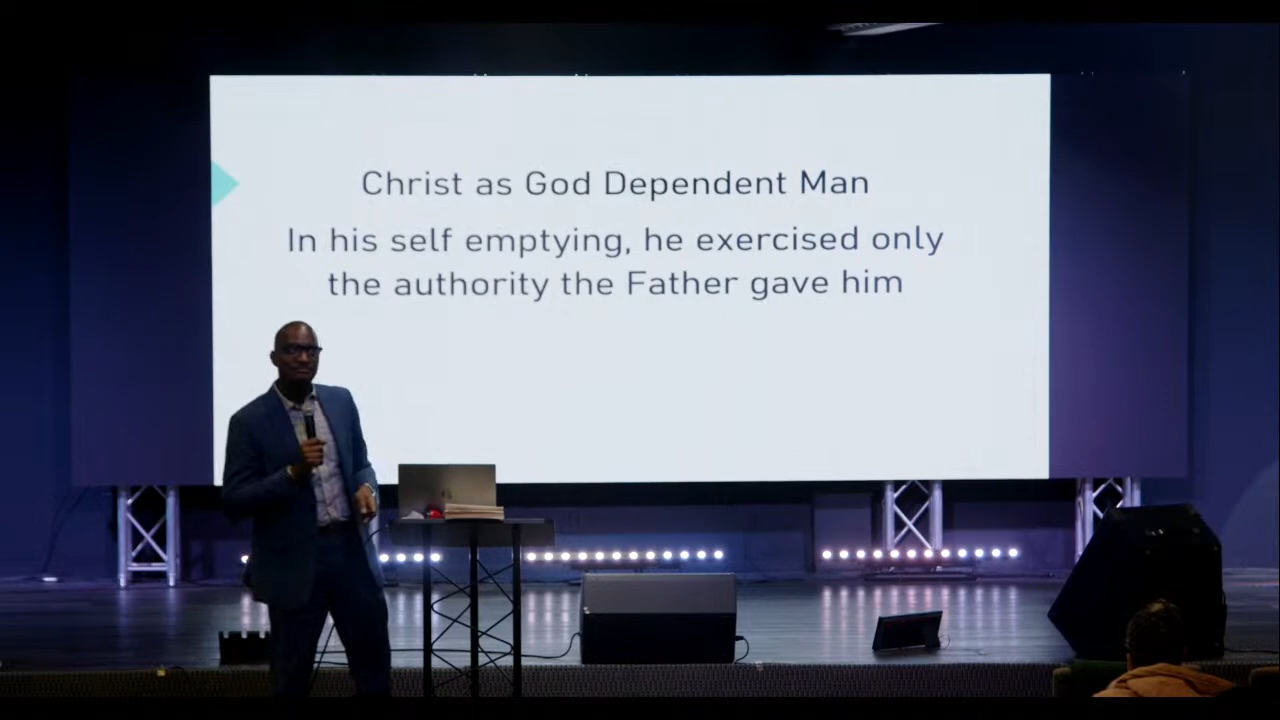 Christ as God Dependent Man
In his self emptying, he exercised only
the authority the Father gave him